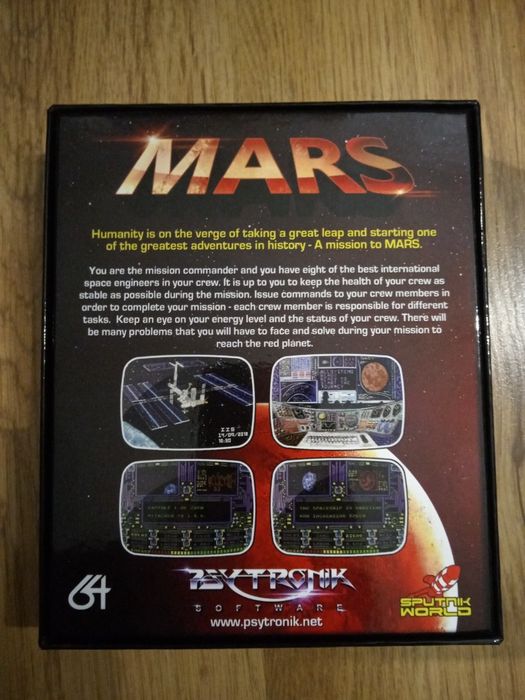 MARS
Humanity is on the verge of taking a great leap and starting one
of the greatest adventures in history - A mission to MARS.
You are the mission commander and you have eight of the best international
space engineers in your crew. It is up to you to keep the health of your crew as
stable as possible during the mission. Issue commands to your crew members in
order to complete your mission - each crew member is responsible for different
tasks. Keep an eye on your energy level and the status of your crew. There will
be many problems that you will have to face and solve during your mission to
reach the red planet.
64
PSYTRONIK
SOFTWARE
www.psytronik.net
SPUTNIK
WORLD